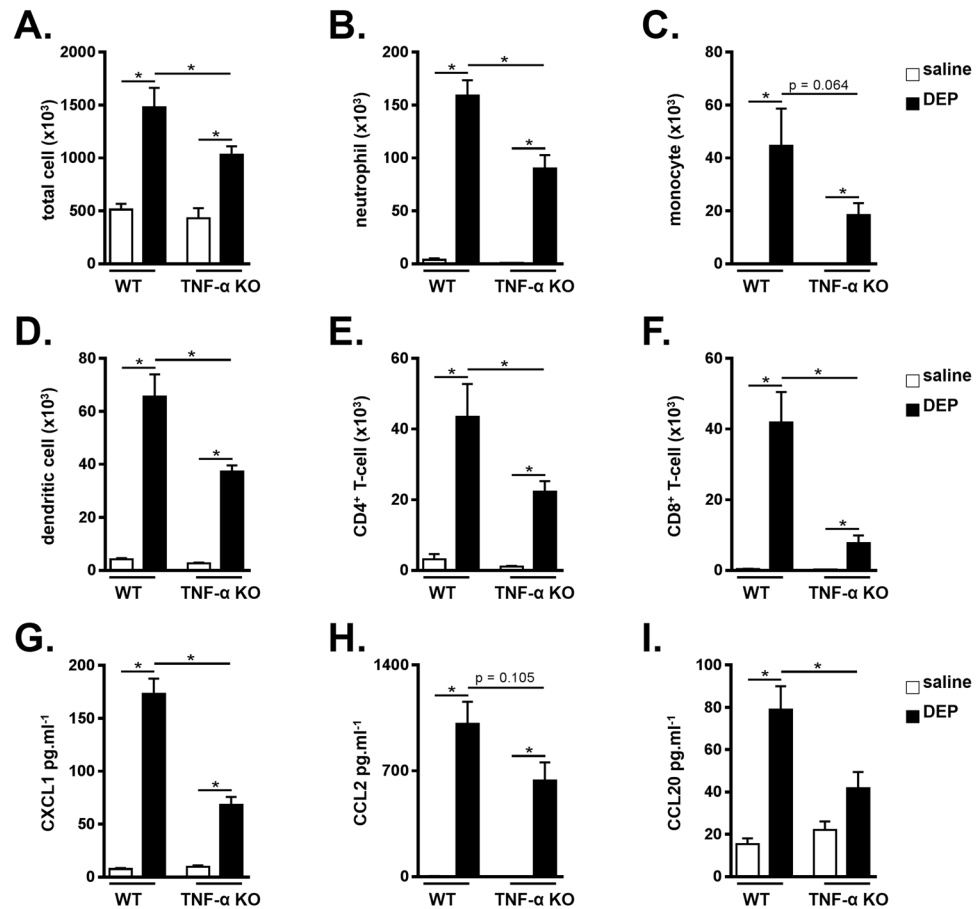 A.
B.
C.
total cell (x10³)
2000
1500
1000
500
0
*
*
*
WT
TNF-α KO
neutrophil (x10³)
200
150
100
50
0
*
*
*
WT
TNF-α KO
monocyte (x10³)
60
40
20
0
*
p = 0.064
*
WT
TNF-α KO
saline
DEP
D.
E.
F.
dendritic cell (x10³)
80
60
40
20
0
*
*
*
WT
TNF-α KO
CD4⁺ T-cell (x10³)
60
40
20
0
*
*
*
WT
TNF-α KO
CD8⁺ T-cell (x10³)
60
40
20
0
*
*
*
WT
TNF-α KO
saline
DEP
G.
H.
I.
CXCL1 pg.ml⁻¹
200
150
100
50
0
*
*
*
WT
TNF-α KO
CCL2 pg.ml⁻¹
1400
700
0
*
p = 0.105
*
WT
TNF-α KO
CCL20 pg.ml⁻¹
100
80
60
40
20
0
*
*
WT
TNF-α KO
saline
DEP